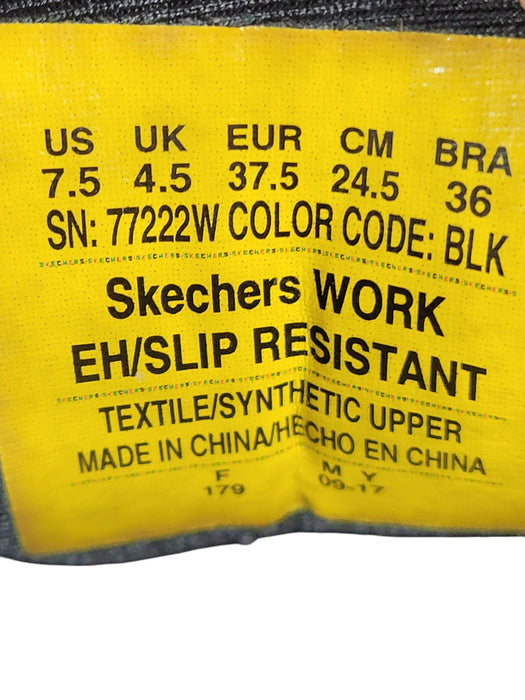 US UK EUR CM BRA
7.5 4.5 37.5 24.5 36
SN: 77222W COLOR CODE: BLK
Skechers WORK
EH/SLIP RESISTANT
TEXTILE/SYNTHETIC UPPER
MADE IN CHINA/HECHO EN CHINA
F M Y
179 09-17